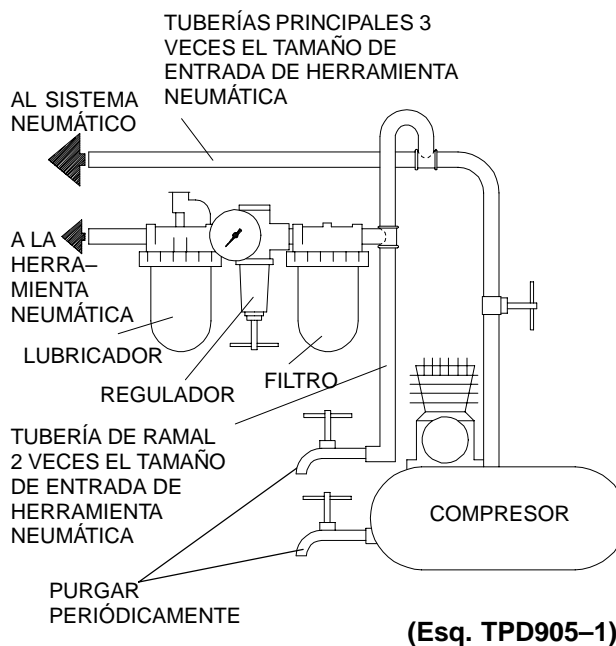 TUBERÍAS PRINCIPALES 3
VECES EL TAMAÑO DE
ENTRADA DE HERRAMIENTA
NEUMÁTICA
AL SISTEMA
NEUMÁTICO
A LA
HERRA–
MIENTA
NEUMÁTICA
LUBRICADOR
REGULADOR
FILTRO
TUBERÍA DE RAMAL
2 VECES EL TAMAÑO
DE ENTRADA DE
HERRAMIENTA
NEUMÁTICA
COMPRESOR
PURGAR
PERIÓDICAMENTE
(Esq. TPD905–1)